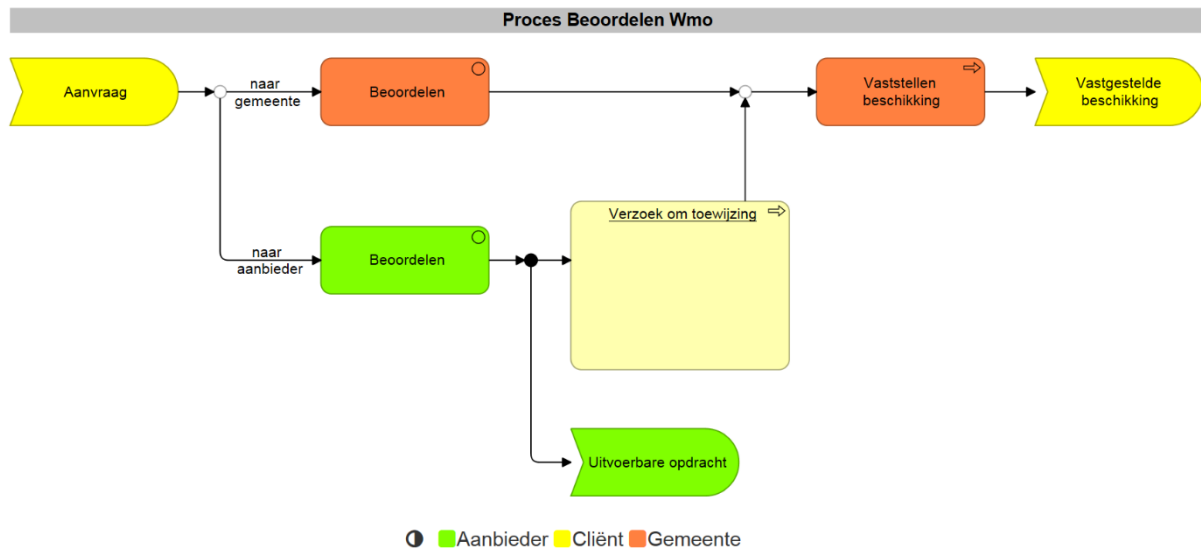 Proces Beoordelen Wmo
Aanvraag
naar
gemeente
Beoordelen
Vaststellen
beschikking
Vastgestelde
beschikking
Verzoek om toewijzing
naar
aanbieder
Beoordelen
Uitvoerbare opdracht
Aanbieder Cliënt Gemeente